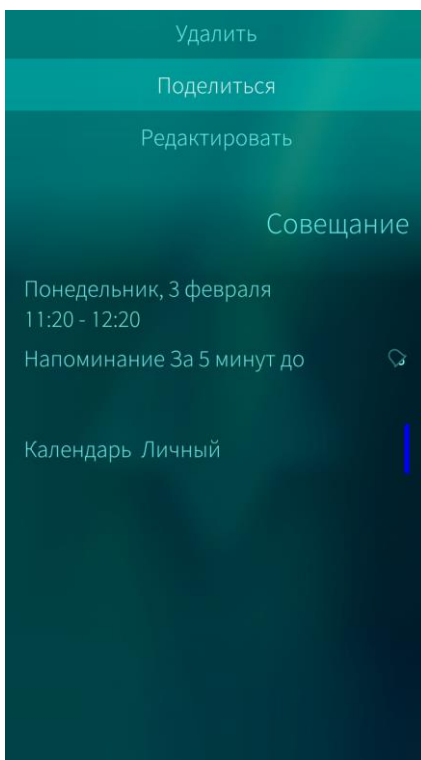 Удалить
Поделиться
Редактировать
Совещание
Понедельник, 3 февраля
11:20 - 12:20
Напоминание За 5 минут до
Календарь Личный